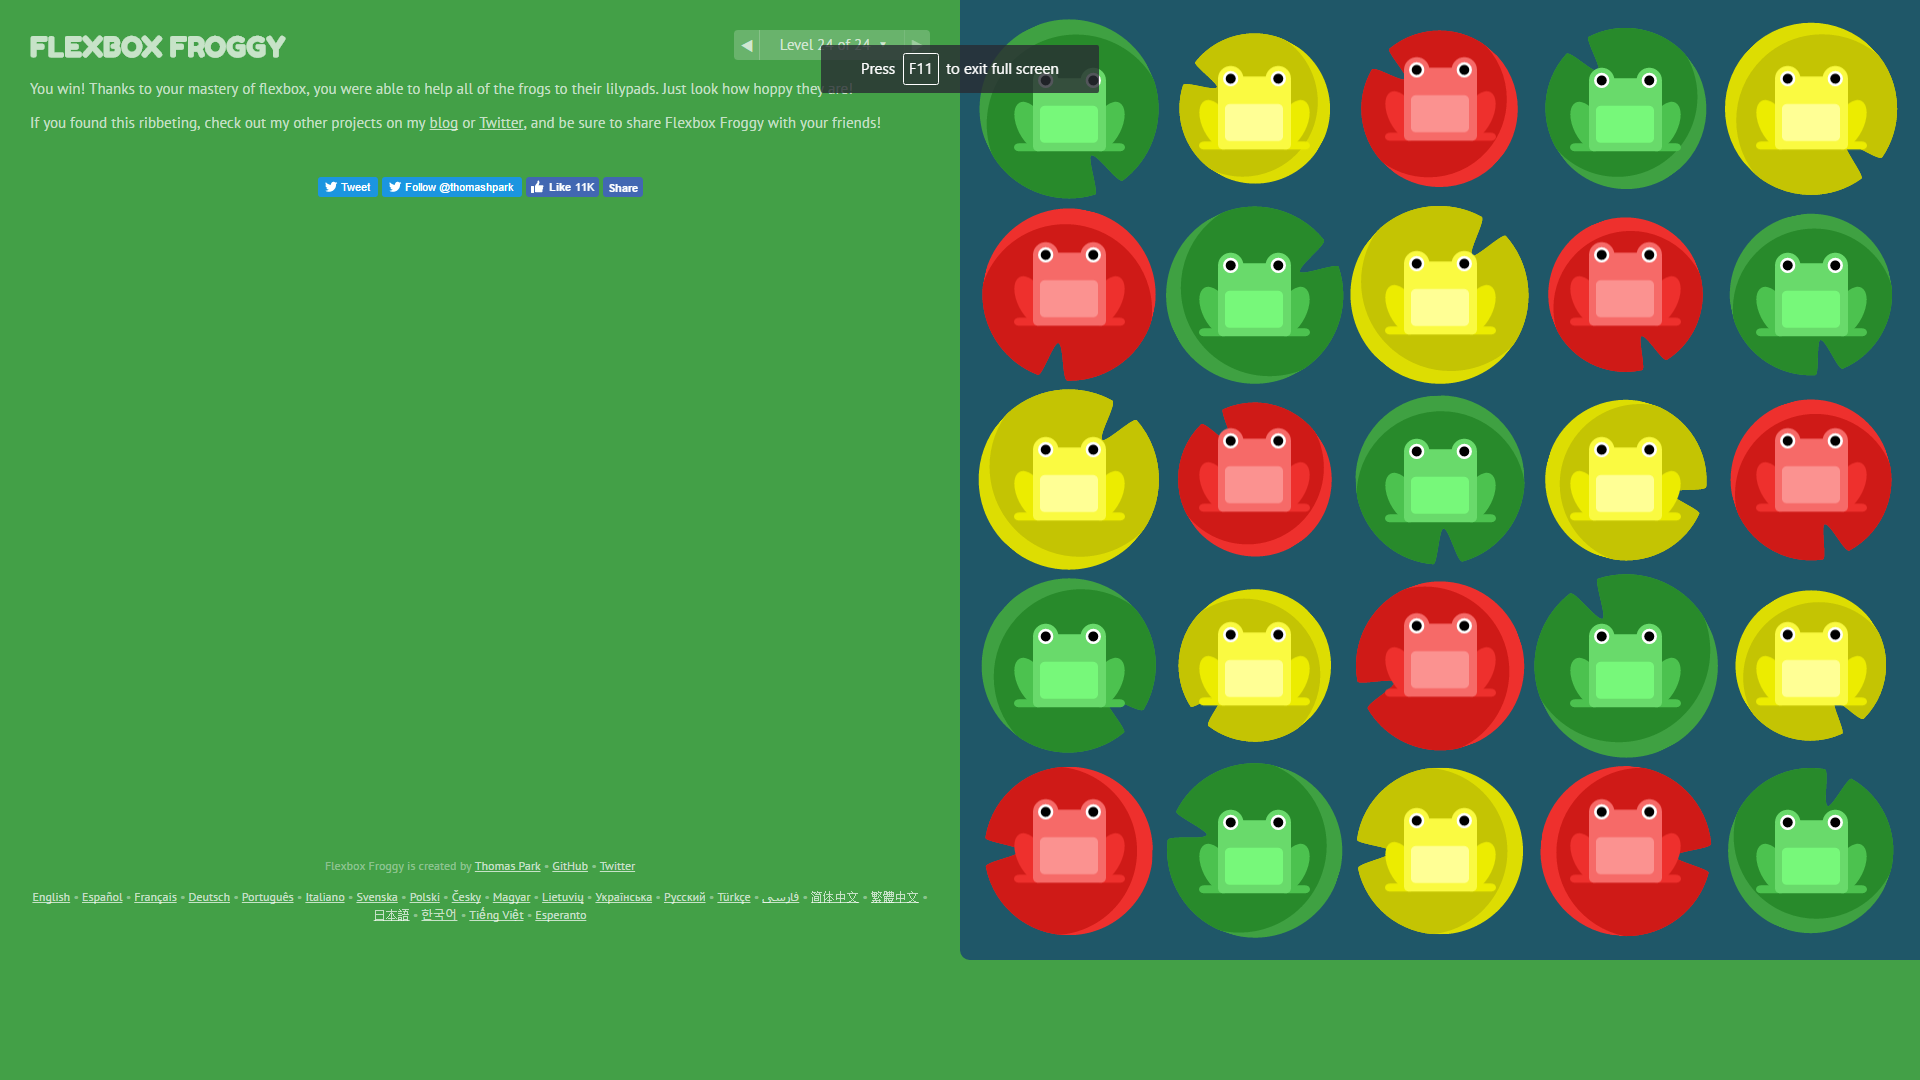 FLEXBOX FROGGY
Level 24 of 24
Press F11 to exit full screen
You win! Thanks to your mastery of flexbox, you were able to help all of the frogs to their lilypads. Just look how hoppy they are!
If you found this ribbeting, check out my other projects on my blog or Twitter, and be sure to share Flexbox Froggy with your friends!
Tweet Follow @thomashpark Like 11K Share
Flexbox Froggy is created by Thomas Park • GitHub • Twitter
English • Español • Français • Deutsch • Português • Italiano • Svenska • Polski • Česky • Magyar • Lietuvių • Українська • Русский • Türkçe • فارسی • 简体中文 • 繁體中文 •
日本語 • 한국어 • Tiếng Việt • Esperanto